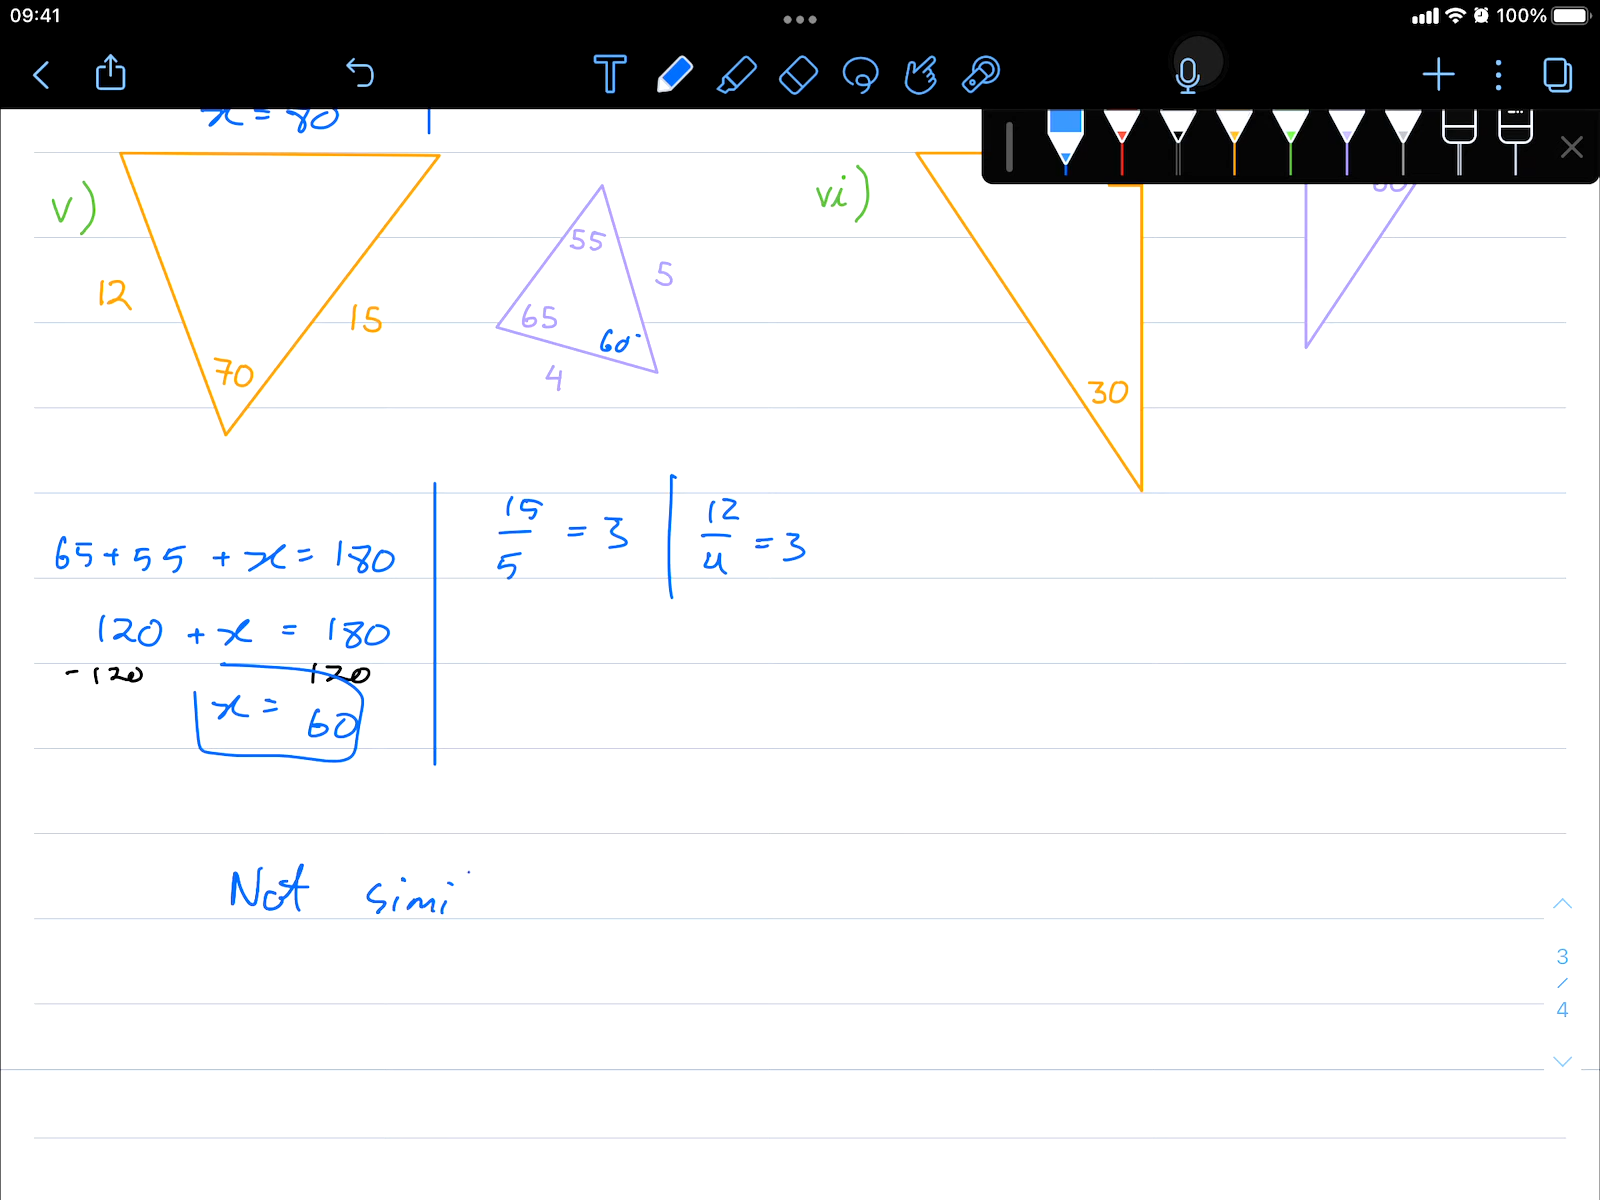 09:41
100%
x = 80
v)
12
15
70
55
5
65
60°
4
vi)
30
65 + 55 + x = 180
120 + x = 180
- 120 120
x = 60
15/5 = 3
12/4 = 3
Not simi
3
/
4